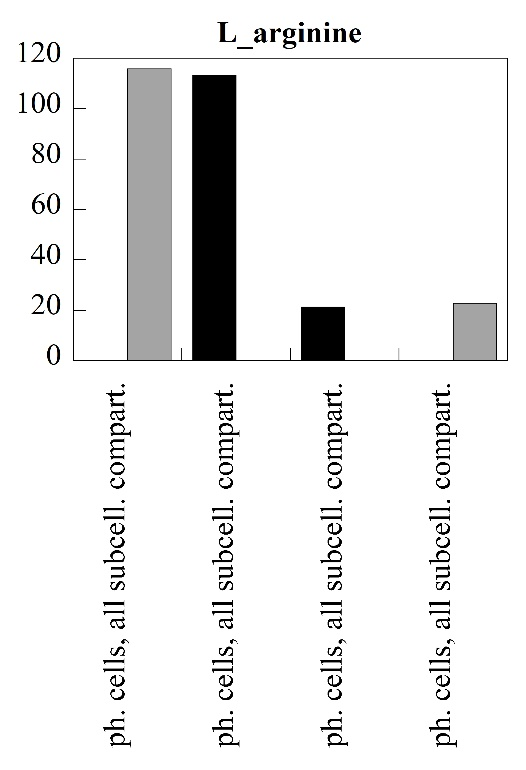 L_arginine
120
100
80
60
40
20
0
ph. cells, all subcell. compart.
ph. cells, all subcell. compart.
ph. cells, all subcell. compart.
ph. cells, all subcell. compart.